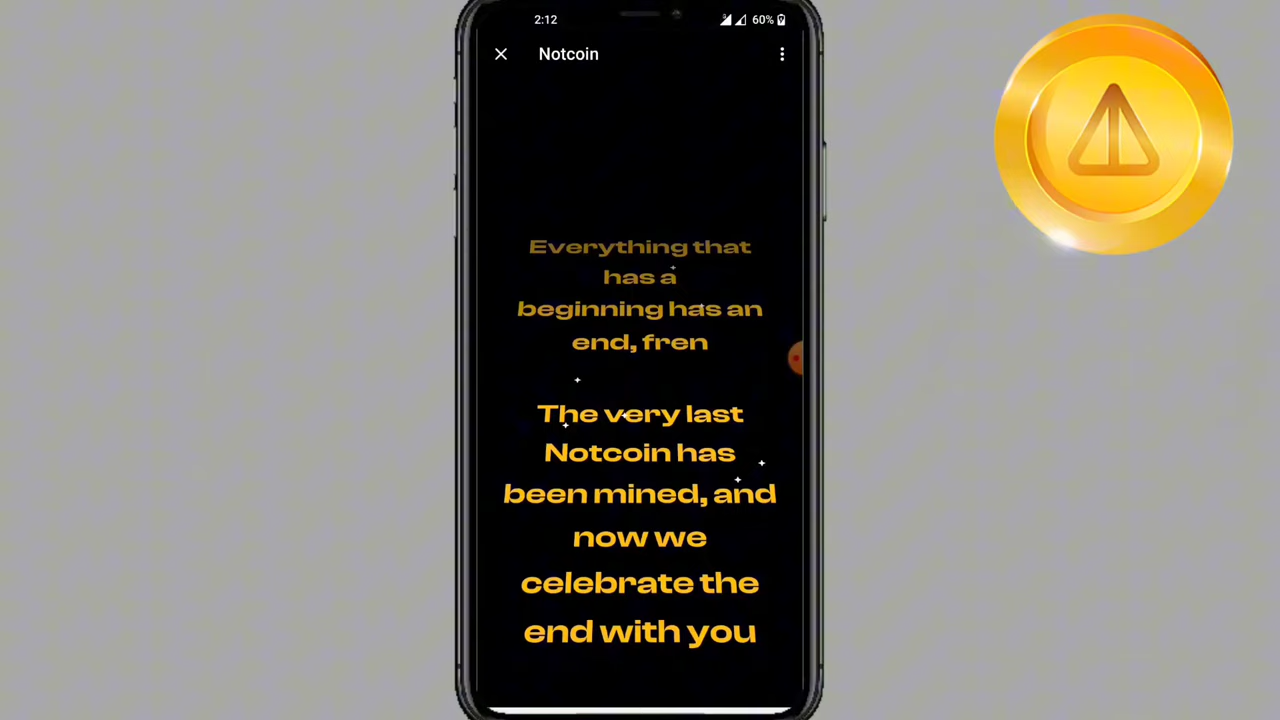 2:12 60%
Notcoin
Everything that
has a
beginning has an
end, fren
The very last
Notcoin has
been mined, and
now we
celebrate the
end with you